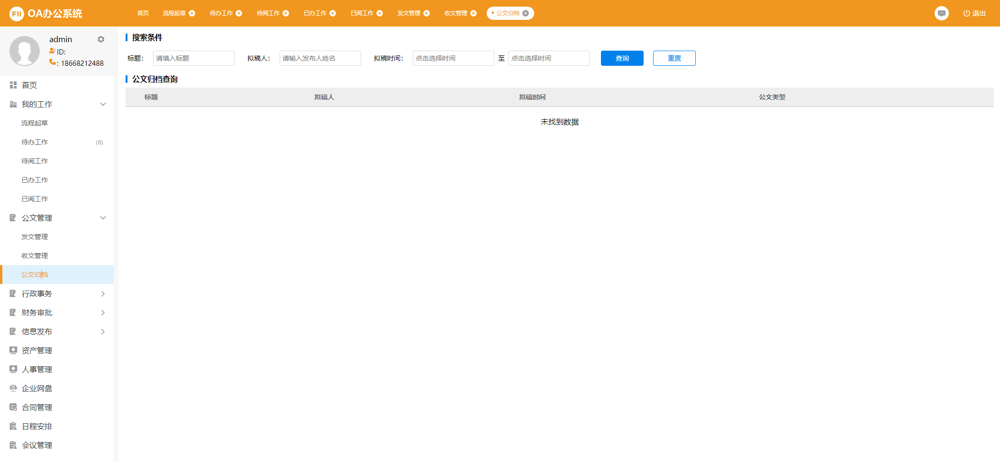 FII OA办公系统
首页 流程起草 待办工作 待阅工作 已办工作 已阅工作 发文管理 收文管理 公文归档
退出
admin
ID:
: 18668212488
首页
我的工作
流程起草
待办工作 (6)
待阅工作
已办工作
已阅工作
公文管理
发文管理
收文管理
公文归档
行政事务
财务审批
信息发布
资产管理
人事管理
企业网盘
合同管理
日程安排
会议管理
搜索条件
标题： 请填入标题 拟稿人： 请输入发布人姓名 拟稿时间： 点击选择时间 至 点击选择时间 查询 重置
公文归档查询
标题 拟稿人 拟稿时间 公文类型
未找到数据